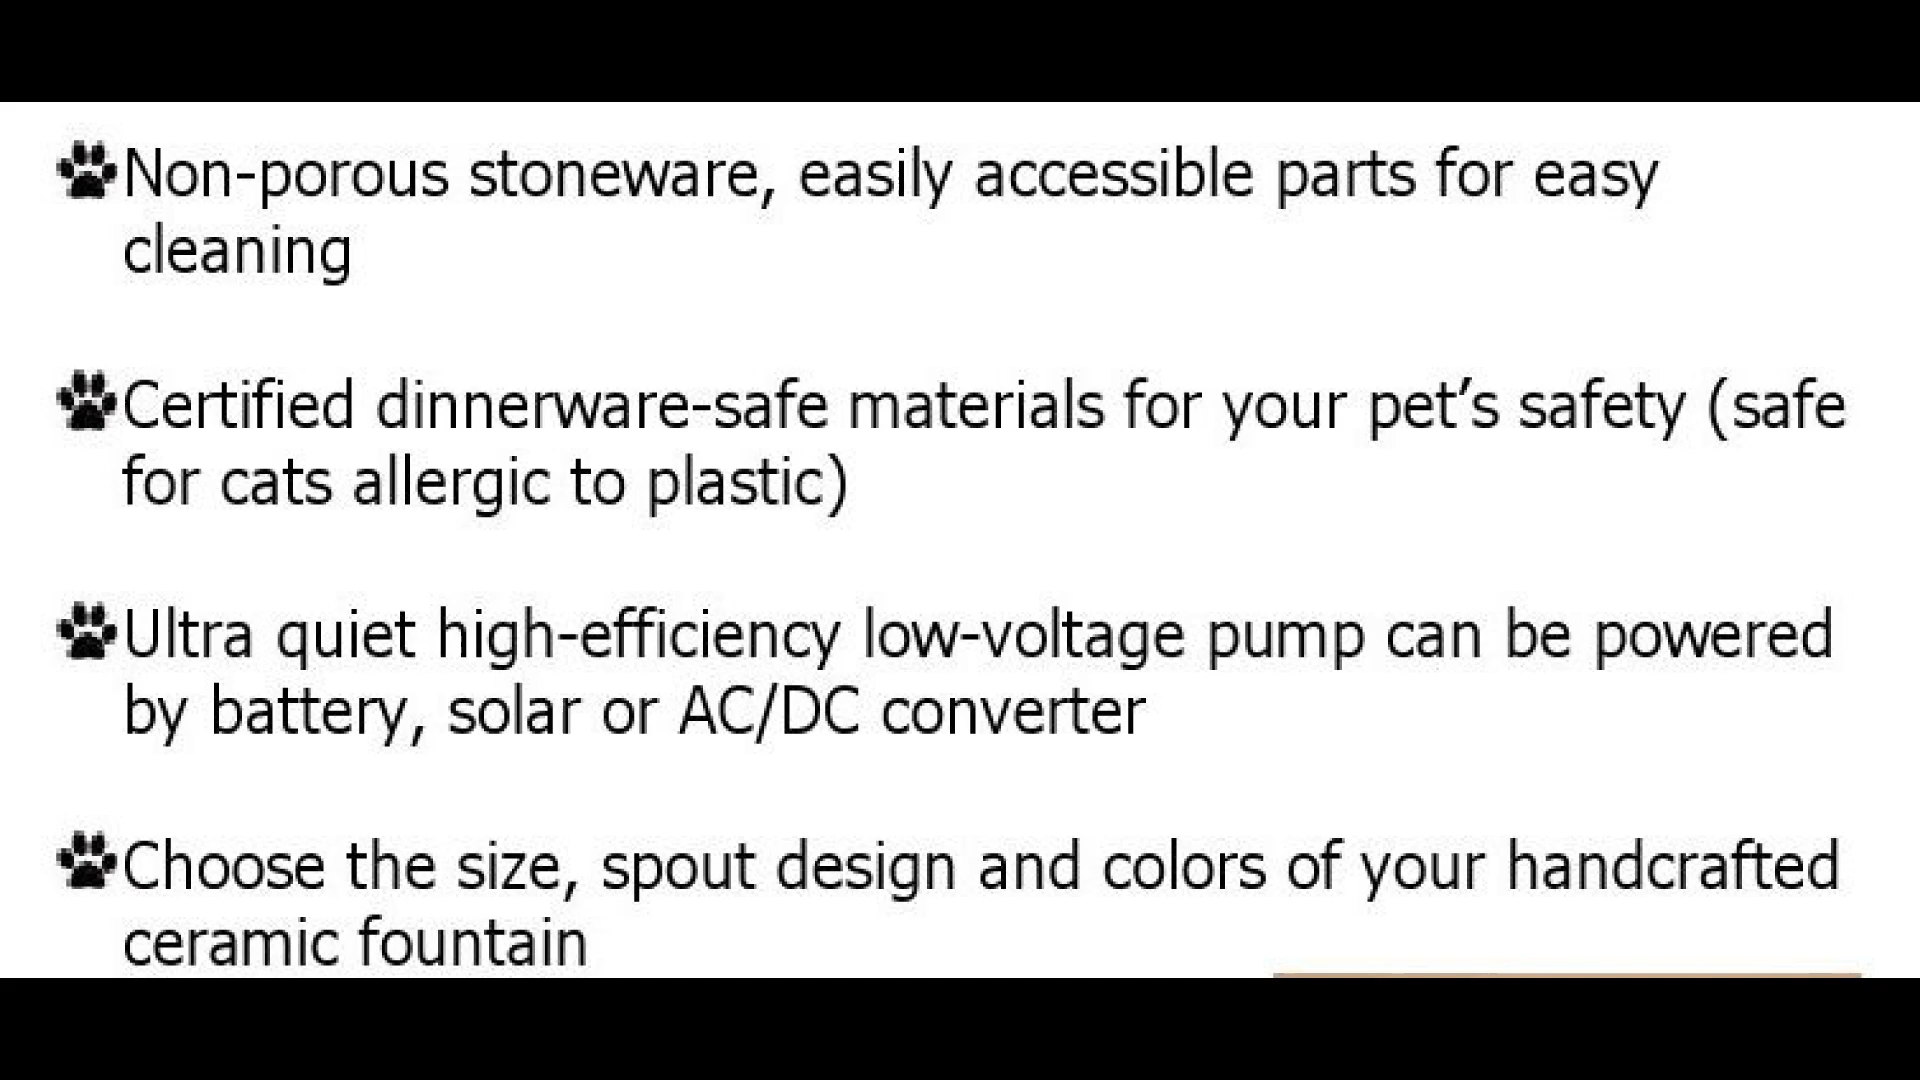 Non-porous stoneware, easily accessible parts for easy
cleaning
Certified dinnerware-safe materials for your pet’s safety (safe
for cats allergic to plastic)
Ultra quiet high-efficiency low-voltage pump can be powered
by battery, solar or AC/DC converter
Choose the size, spout design and colors of your handcrafted
ceramic fountain